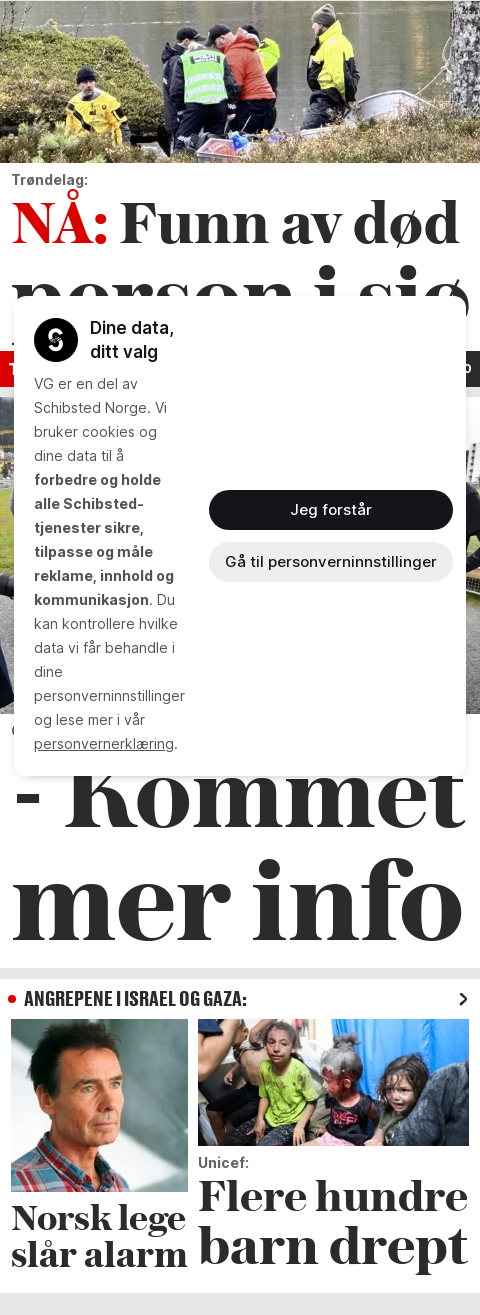 Trøndelag:
NÅ: Funn av død
person i sjø
Dine data,
ditt valg
VG er en del av
Schibsted Norge. Vi
bruker cookies og
dine data til å
forbedre og holde
alle Schibsted-
tjenester sikre,
tilpasse og måle
reklame, innhold og
kommunikasjon. Du
kan kontrollere hvilke
data vi får behandle i
dine
personverninnstillinger
og lese mer i vår
personvernerklæring.
Jeg forstår
Gå til personverninnstillinger
- Kommet
mer info
ANGREPENE I ISRAEL OG GAZA:
Norsk lege
slår alarm
Unicef:
Flere hundre
barn drept